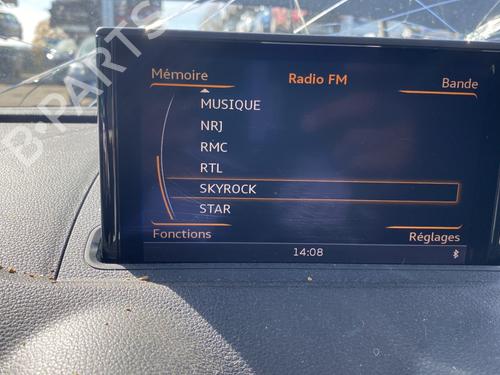 Mémoire Radio FM Bande
MUSIQUE
NRJ
RMC
RTL
SKYROCK
STAR
Fonctions Réglages
14:08
B-PARTS